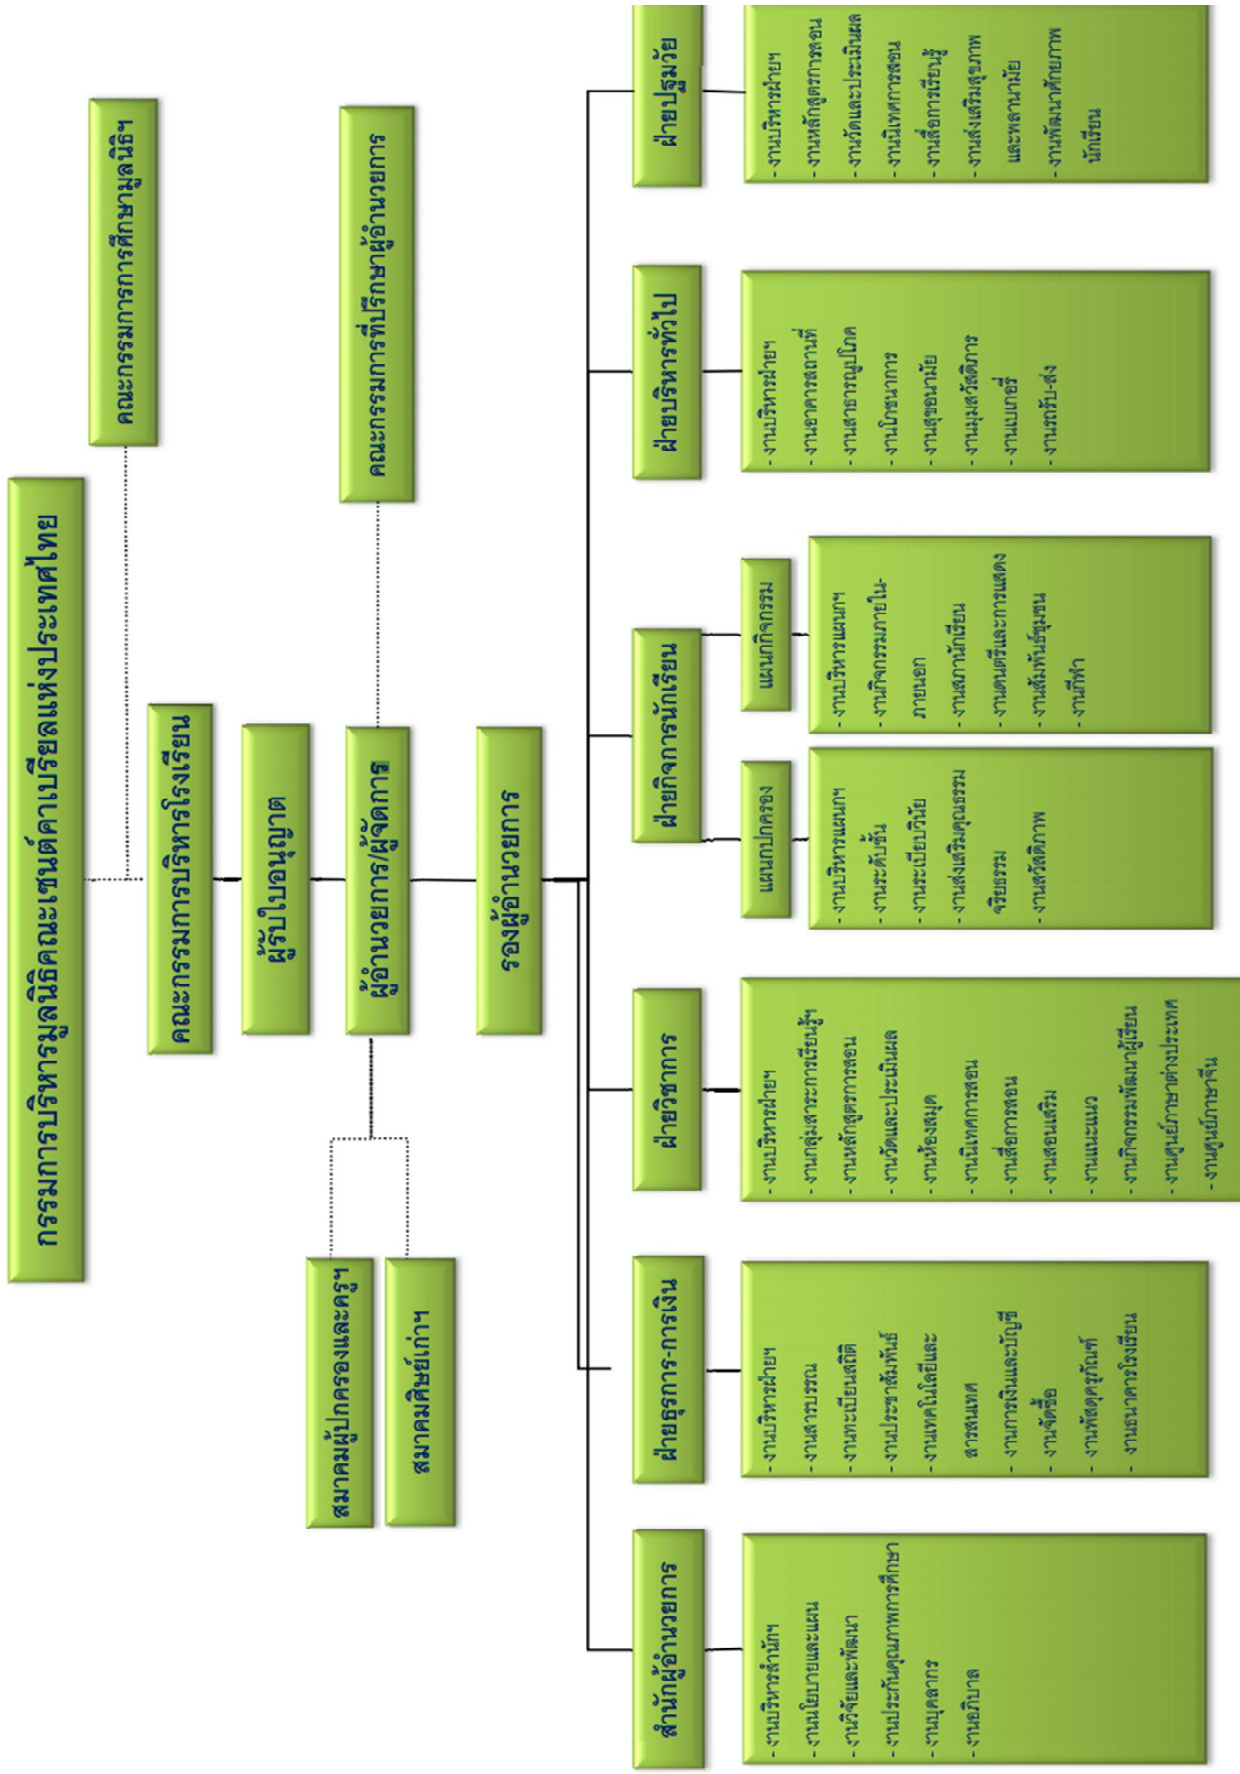 กรรมการบริหารมูลนิธิคณะเซนต์คาเบรียลแห่งประเทศไทย
คณะกรรมการการศึกษามูลนิธิฯ
คณะกรรมการบริหารโรงเรียน
ผู้รับใบอนุญาต
สมาคมผู้ปกครองและครูฯ
สมาคมศิษย์เก่าฯ
ผู้อำนวยการ/ผู้จัดการ
คณะกรรมการที่ปรึกษาผู้อำนวยการ
รองผู้อำนวยการ
สำนักผู้อำนวยการ
- งานบริหารสำนักฯ
- งานนโยบายและแผน
- งานวิจัยและพัฒนา
- งานประกันคุณภาพการศึกษา
- งานบุคลากร
- งานอภิบาล
ฝ่ายธุรการ-การเงิน
- งานบริหารฝ่ายฯ
- งานสารบรรณ
- งานทะเบียนสถิติ
- งานประชาสัมพันธ์
- งานเทคโนโลยีและ
สารสนเทศ
- งานการเงินและบัญชี
- งานจัดซื้อ
- งานพัสดุครุภัณฑ์
- งานธนาคารโรงเรียน
ฝ่ายวิชาการ
- งานบริหารฝ่ายฯ
- งานกลุ่มสาระการเรียนรู้ฯ
- งานหลักสูตรการสอน
- งานวัดและประเมินผล
- งานห้องสมุด
- งานนิเทศการสอน
- งานสื่อการสอน
- งานสอนเสริม
- งานแนะแนว
- งานกิจกรรมพัฒนาผู้เรียน
- งานศูนย์ภาษาต่างประเทศ
- งานศูนย์ภาษาจีน
ฝ่ายกิจการนักเรียน
แผนกปกครอง
- งานบริหารแผนกฯ
- งานระดับชั้น
- งานระเบียบวินัย
- งานส่งเสริมคุณธรรม
จริยธรรม
- งานสวัสดิภาพ
แผนกกิจกรรม
- งานบริหารแผนกฯ
- งานกิจกรรมภายใน-
ภายนอก
- งานสภานักเรียน
- งานดนตรีและการแสดง
- งานสัมพันธ์ชุมชน
- งานกีฬา
ฝ่ายบริหารทั่วไป
- งานบริหารฝ่ายฯ
- งานอาคารสถานที่
- งานสาธารณูปโภค
- งานโภชนาการ
- งานสุขอนามัย
- งานมุมสวัสดิการ
- งานเบเกอรี่
- งานรถรับ-ส่ง
ฝ่ายปฐมวัย
- งานบริหารฝ่ายฯ
- งานหลักสูตรการสอน
- งานวัดและประเมินผล
- งานนิเทศการสอน
- งานสื่อการเรียนรู้
- งานส่งเสริมสุขภาพ
และพลานามัย
- งานพัฒนาศักยภาพ
นักเรียน